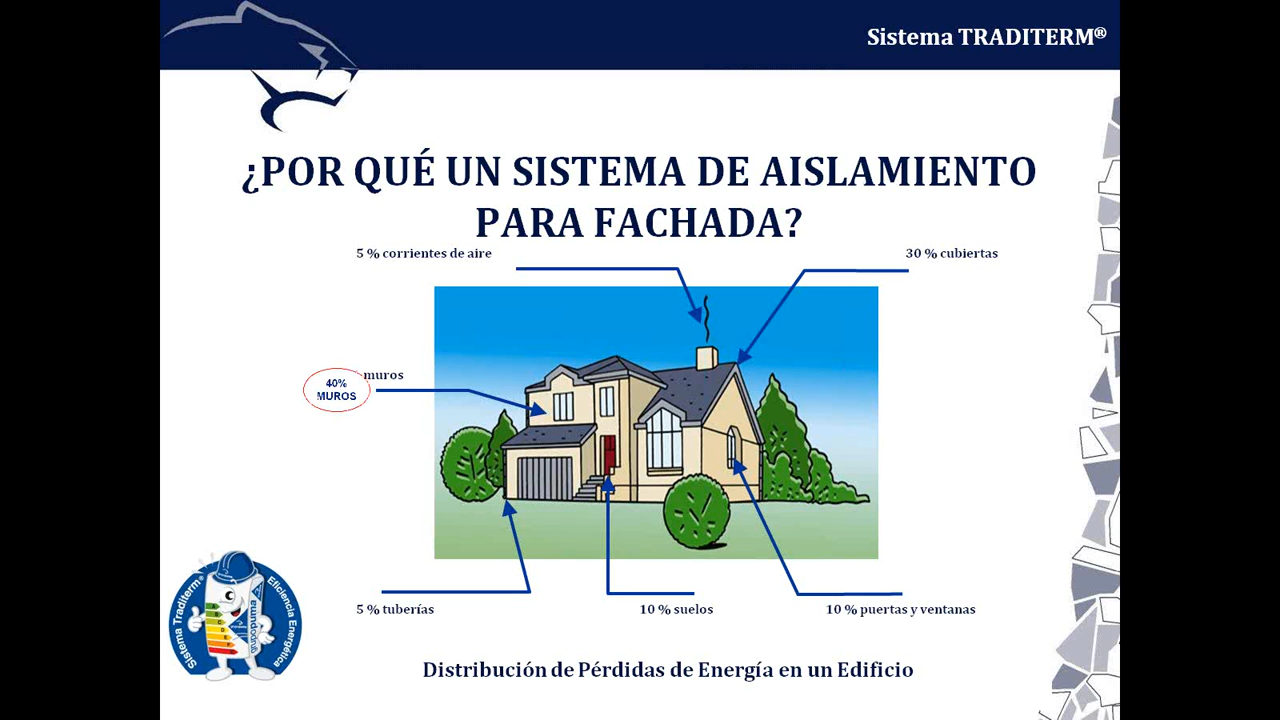 Sistema TRADITERM®
¿POR QUÉ UN SISTEMA DE AISLAMIENTO
PARA FACHADA?
5 % corrientes de aire
30 % cubiertas
muros
40%
MUROS
5 % tuberías
10 % suelos
10 % puertas y ventanas
Sistema Traditerm®
Eficiencia Energética
grupopuma
Distribución de Pérdidas de Energía en un Edificio